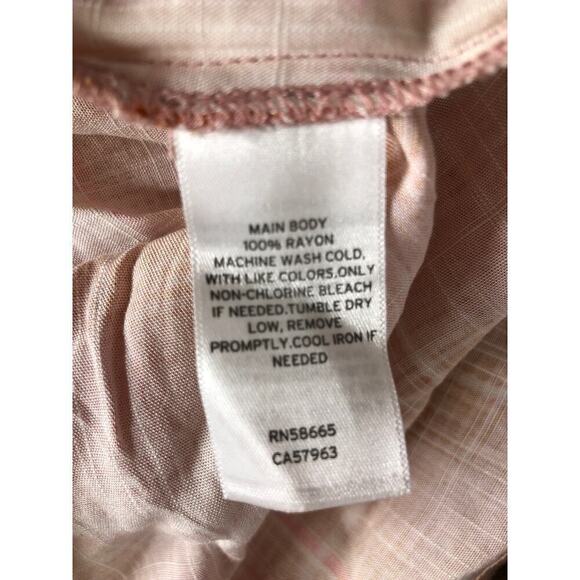 MAIN BODY
100% RAYON
MACHINE WASH COLD,
WITH LIKE COLORS.ONLY
NON-CHLORINE BLEACH
IF NEEDED.TUMBLE DRY
LOW, REMOVE
PROMPTLY.COOL IRON IF
NEEDED
RN58665
CA57963